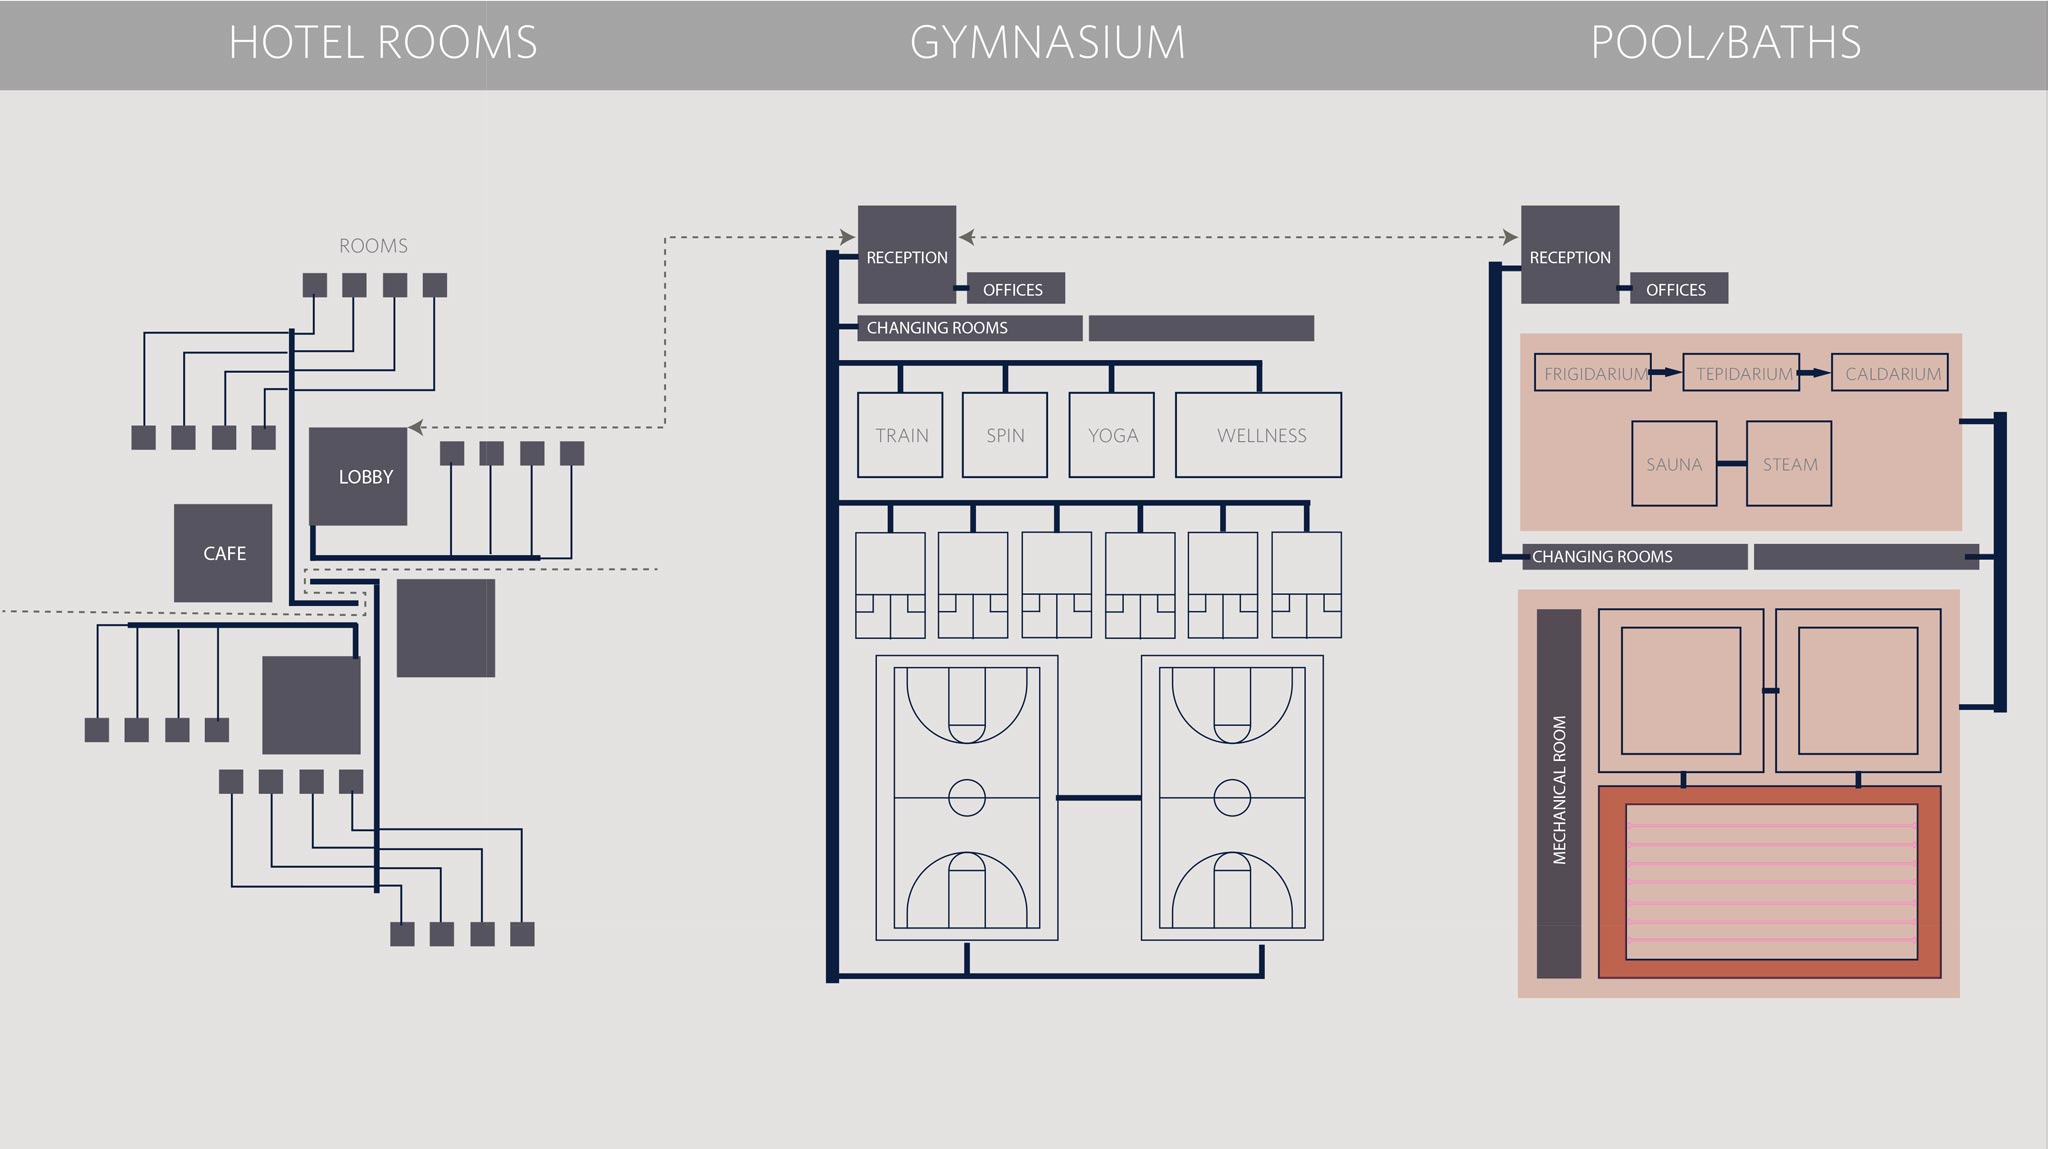 HOTEL ROOMS
GYMNASIUM
POOL/BATHS
ROOMS
LOBBY
CAFE
RECEPTION
OFFICES
CHANGING ROOMS
TRAIN
SPIN
YOGA
WELLNESS
RECEPTION
OFFICES
FRIGIDARIUM
TEPIDARIUM
CALDARIUM
SAUNA
STEAM
CHANGING ROOMS
MECHANICAL ROOM